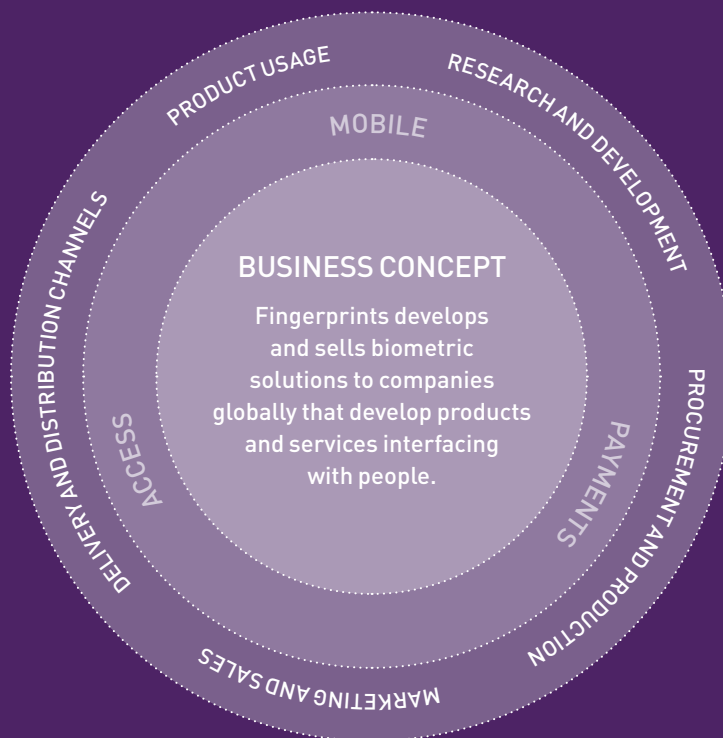 PRODUCT USAGE
RESEARCH AND DEVELOPMENT
MOBILE
BUSINESS CONCEPT
Fingerprints develops
and sells biometric
solutions to companies
globally that develop products
and services interfacing
with people.
DELIVERY AND DISTRIBUTION CHANNELS
ACCESS
PAYMENTS
PROCUREMENT AND PRODUCTION
MARKETING AND SALES